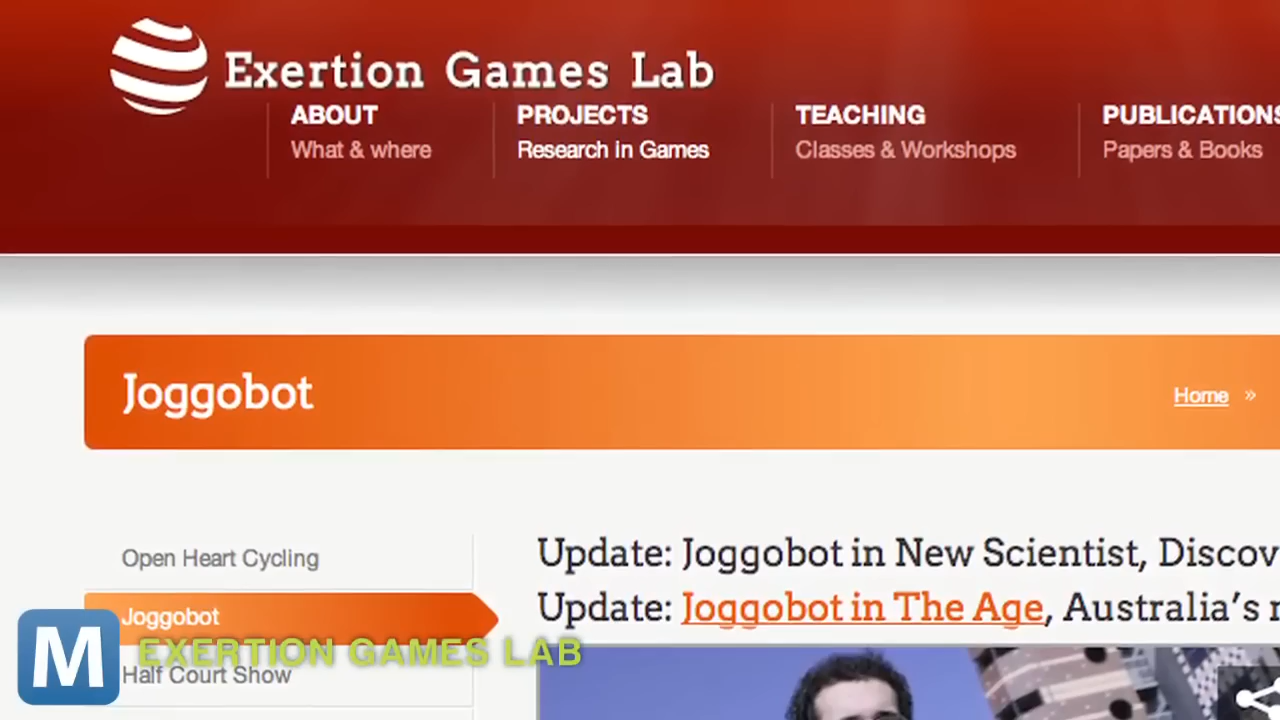 Exertion Games Lab
ABOUT PROJECTS TEACHING PUBLICATIONS
What & where Research in Games Classes & Workshops Papers & Books
Joggobot
Home »
Open Heart Cycling
Joggobot
Half Court Show
Update: Joggobot in New Scientist, Discov
Update: Joggobot in The Age, Australia's
M
EXERTION GAMES LAB